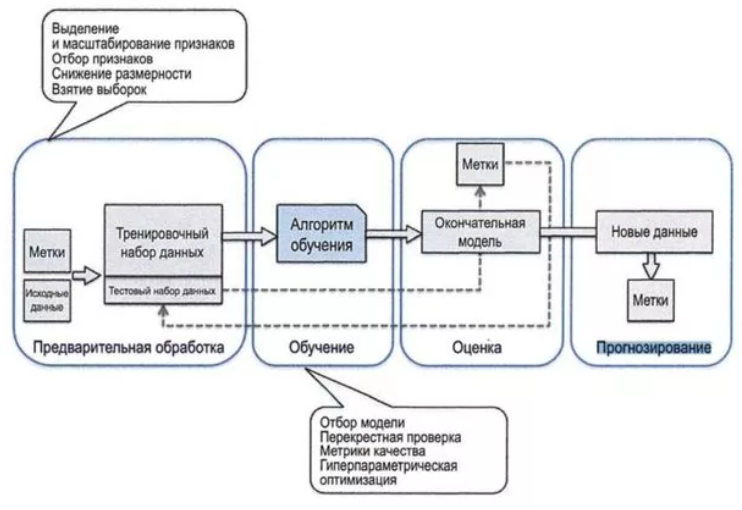 Выделение
и масштабирование признаков
Отбор признаков
Снижение размерности
Взятие выборок
Метки
Исходные
данные
Тренировочный
набор данных
Тестовый набор данных
Предварительная обработка
Алгоритм
обучения
Обучение
Метки
Окончательная
модель
Оценка
Новые данные
Метки
Прогнозирование
Отбор модели
Перекрестная проверка
Метрики качества
Гиперпараметрическая
оптимизация